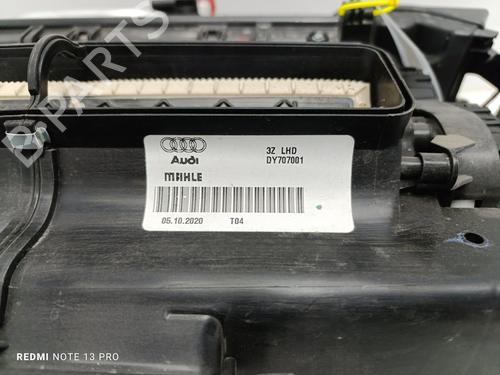 B-PARTS
Audi
3Z LHD
DY707001
MAHLE
05.10.2020 T04
REDMI NOTE 13 PRO